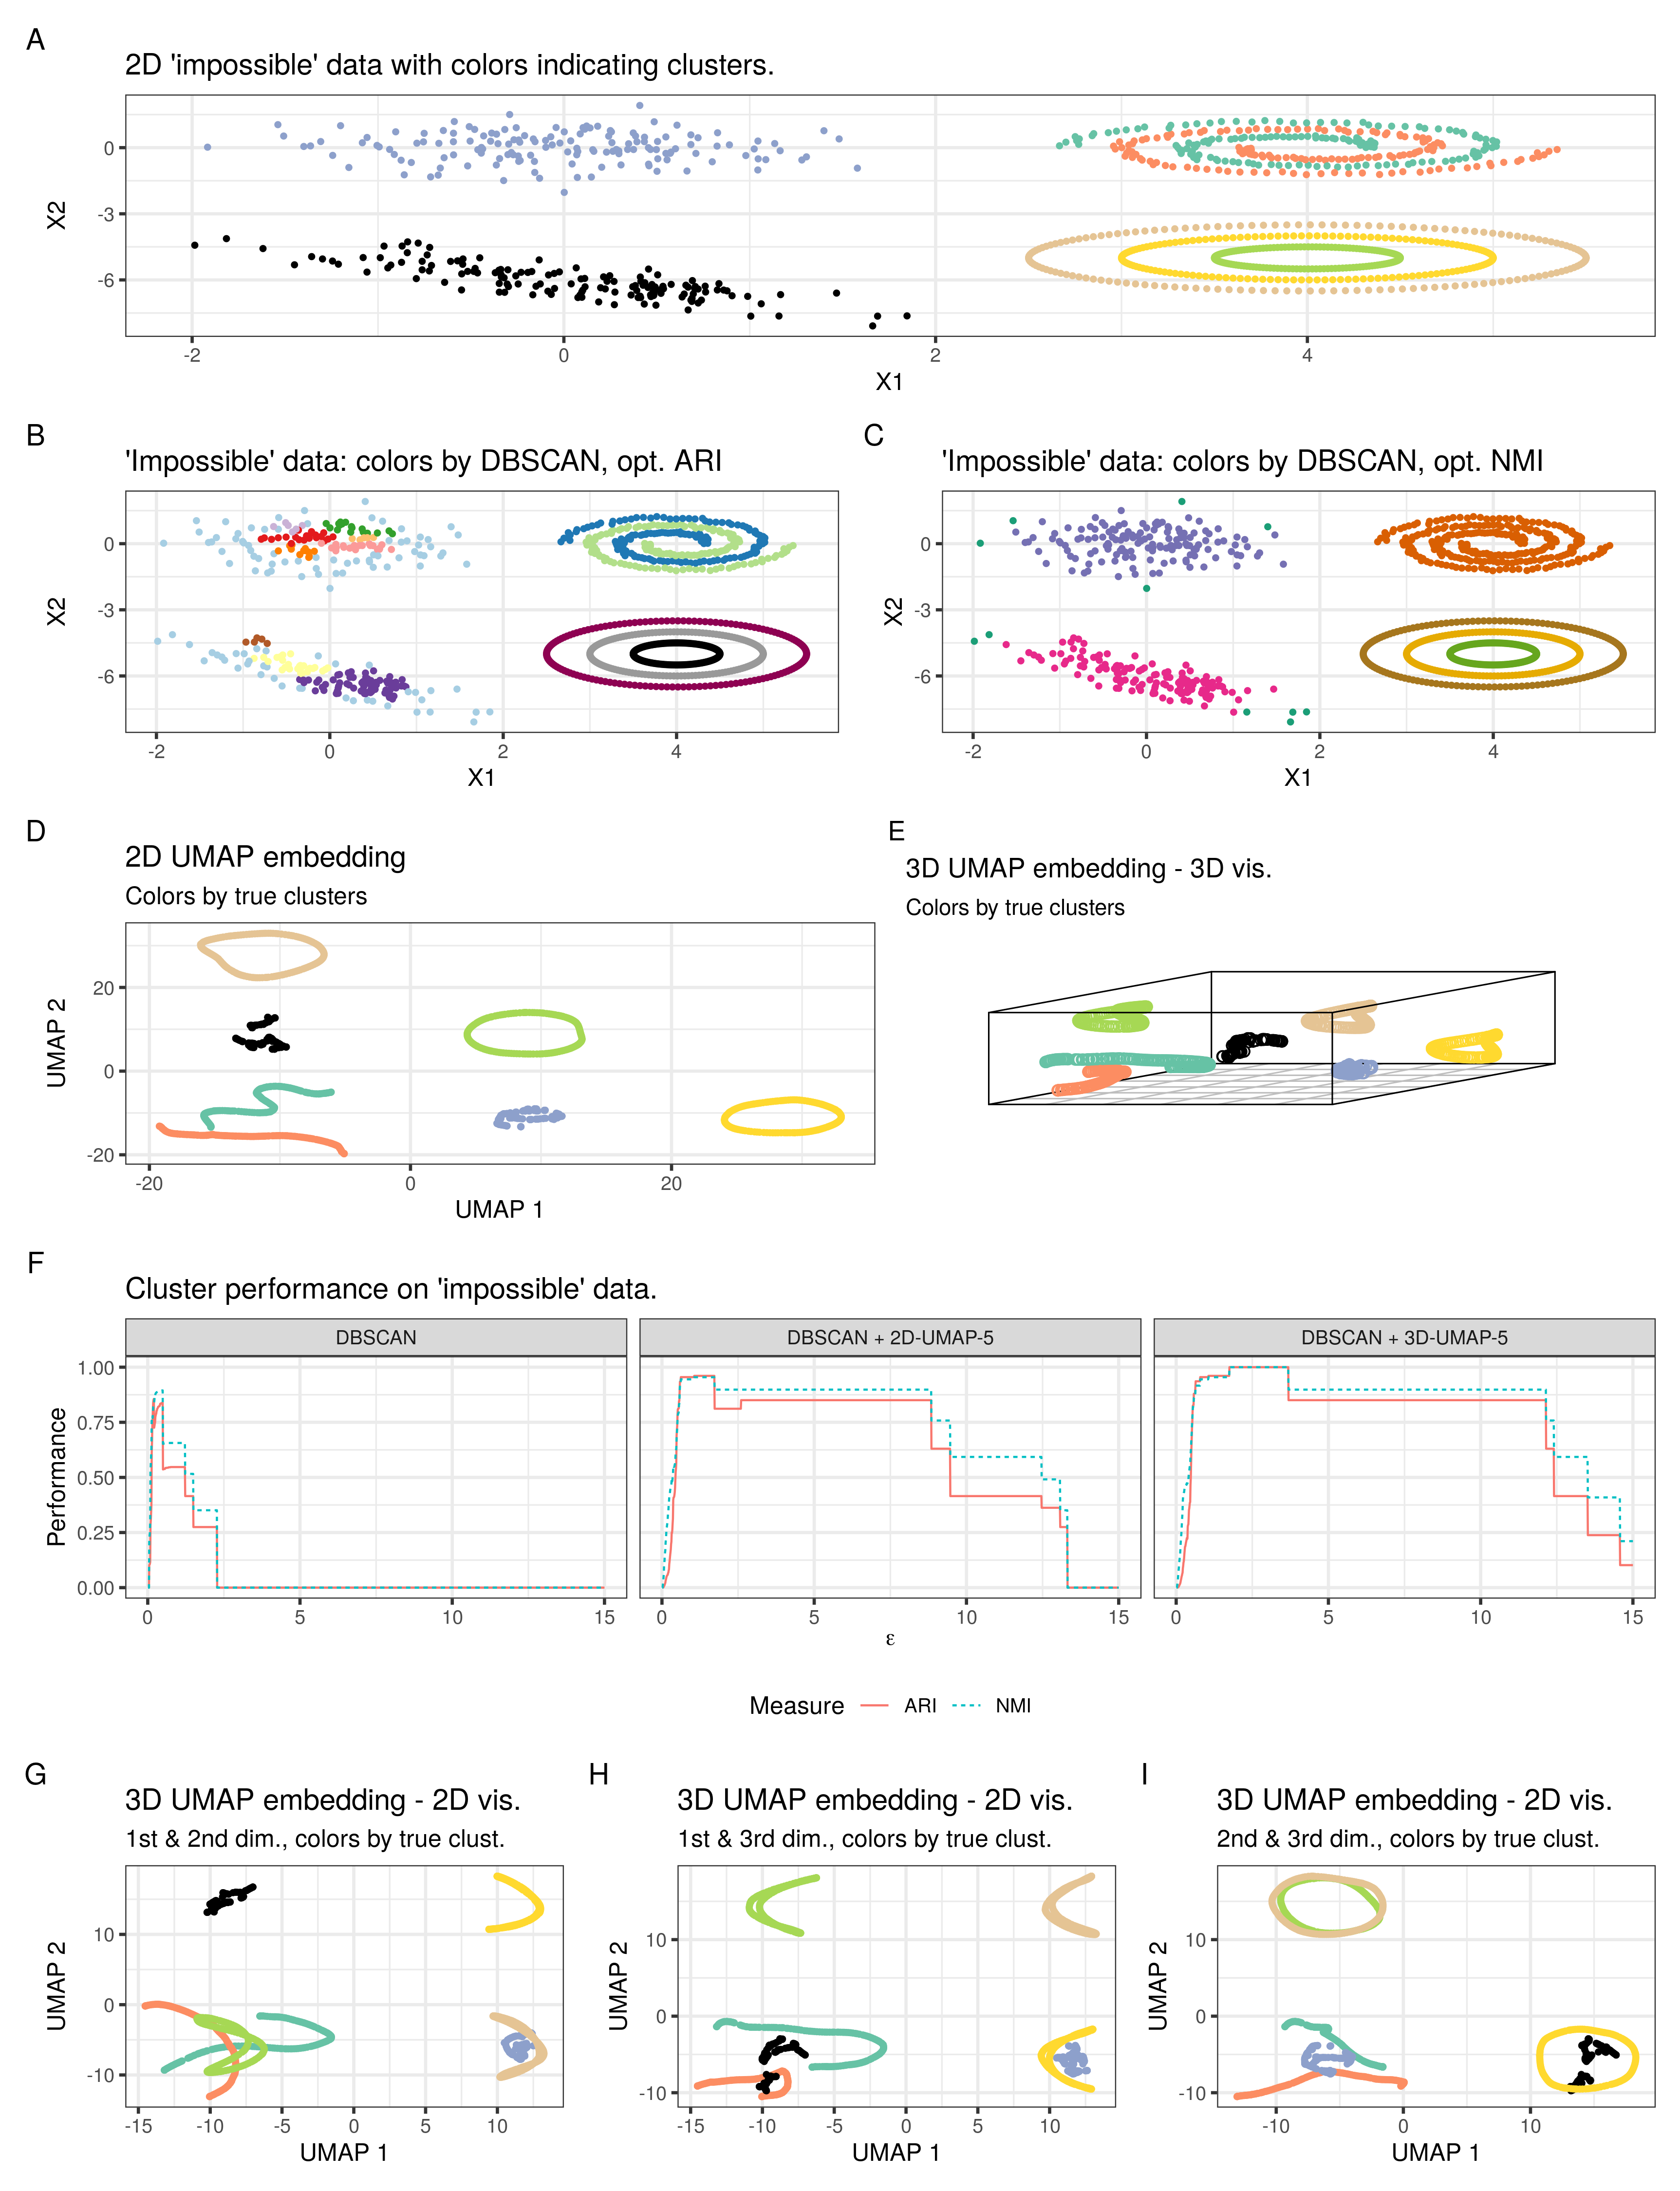 A
2D 'impossible' data with colors indicating clusters.
X2
0
-3
-6
-2 0 2 4
X1
B
'Impossible' data: colors by DBSCAN, opt. ARI
X2
0
-3
-6
-2 0 2 4
X1
C
'Impossible' data: colors by DBSCAN, opt. NMI
X2
0
-3
-6
-2 0 2 4
X1
D
2D UMAP embedding
Colors by true clusters
UMAP 2
20
0
-20
-20 0 20
UMAP 1
E
3D UMAP embedding - 3D vis.
Colors by true clusters
F
Cluster performance on 'impossible' data.
DBSCAN
DBSCAN + 2D-UMAP-5
DBSCAN + 3D-UMAP-5
Performance
1.00
0.75
0.50
0.25
0.00
0 5 10 15
0 5 10 15
0 5 10 15
ε
Measure ARI NMI
G
3D UMAP embedding - 2D vis.
1st & 2nd dim., colors by true clust.
UMAP 2
10
0
-10
-15 -10 -5 0 5 10
UMAP 1
H
3D UMAP embedding - 2D vis.
1st & 3rd dim., colors by true clust.
UMAP 2
10
0
-10
-15 -10 -5 0 5 10
UMAP 1
I
3D UMAP embedding - 2D vis.
2nd & 3rd dim., colors by true clust.
UMAP 2
10
0
-10
-10 0 10
UMAP 1